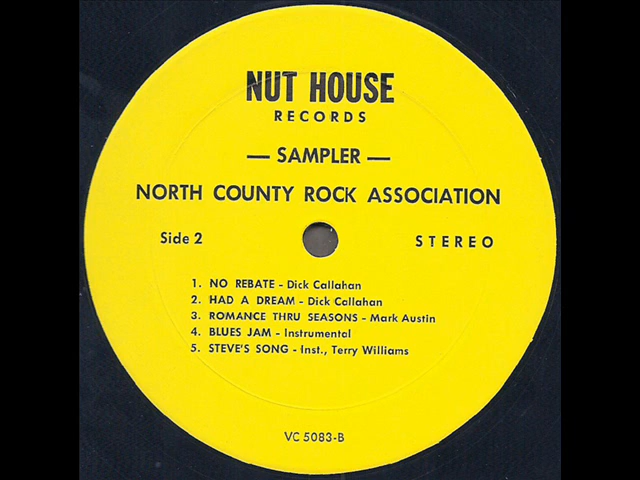 NUT HOUSE
RECORDS
— SAMPLER —
NORTH COUNTY ROCK ASSOCIATION
Side 2 STEREO
1. NO REBATE - Dick Callahan
2. HAD A DREAM - Dick Callahan
3. ROMANCE THRU SEASONS - Mark Austin
4. BLUES JAM - Instrumental
5. STEVE'S SONG - Inst., Terry Williams
VC 5083-B